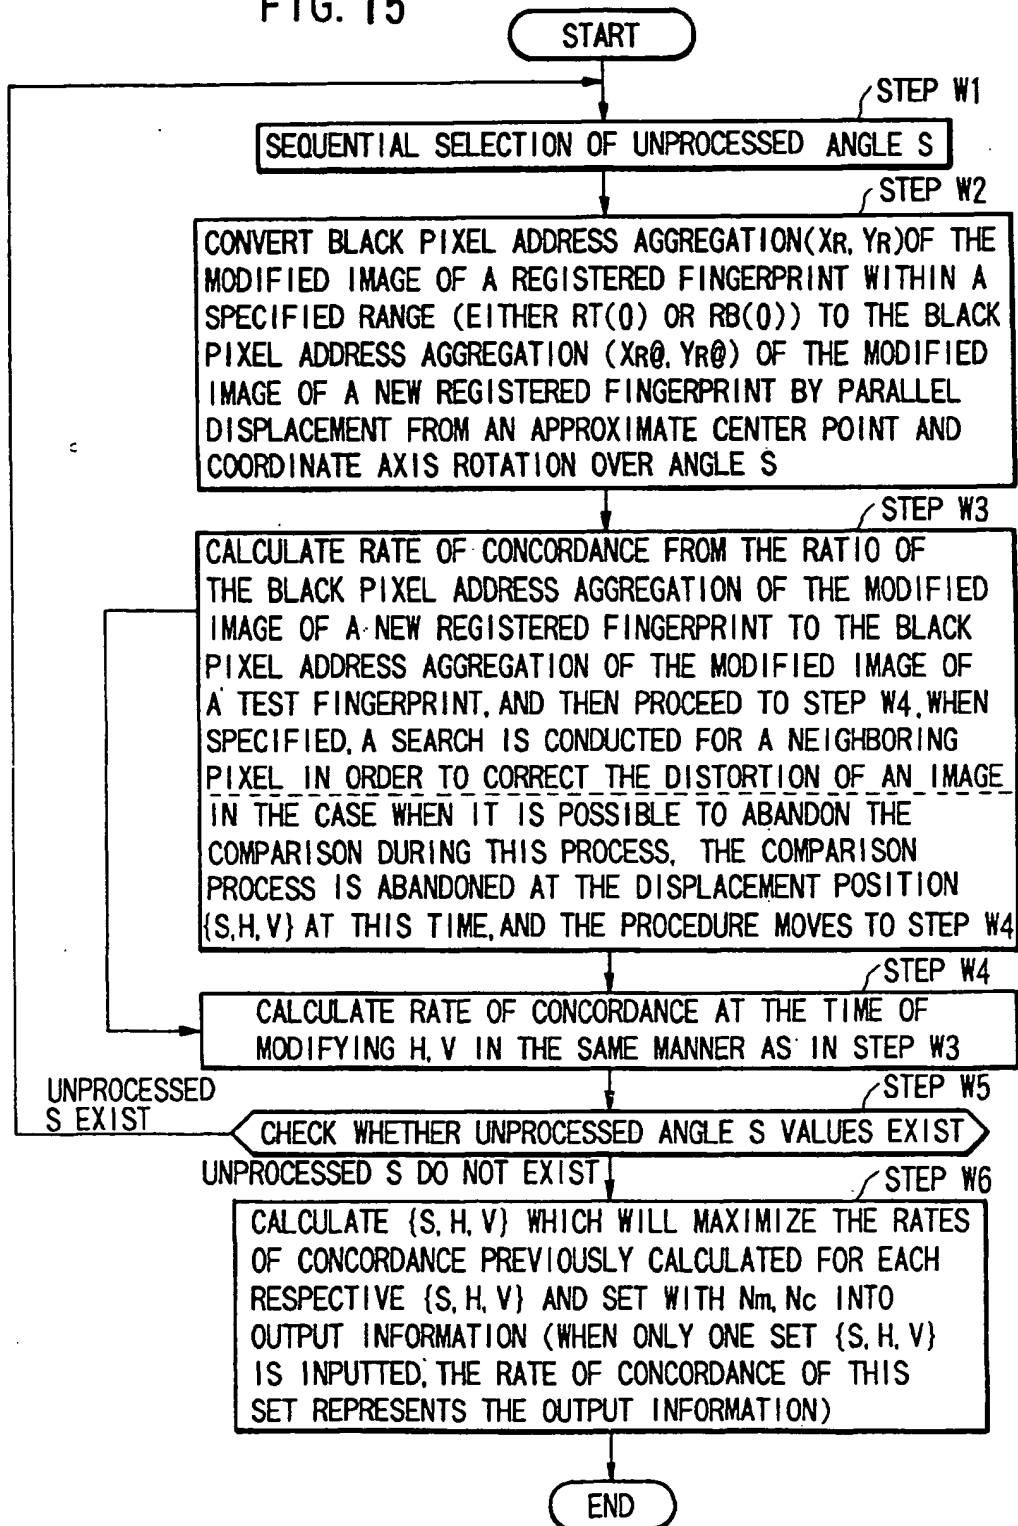 FIG. 15
START
STEP W1
SEQUENTIAL SELECTION OF UNPROCESSED ANGLE S
STEP W2
CONVERT BLACK PIXEL ADDRESS AGGREGATION(XR, YR)OF THE
MODIFIED IMAGE OF A REGISTERED FINGERPRINT WITHIN A
SPECIFIED RANGE (EITHER RT(Q) OR RB(Q)) TO THE BLACK
PIXEL ADDRESS AGGREGATION (XR@, YR@) OF THE MODIFIED
IMAGE OF A NEW REGISTERED FINGERPRINT BY PARALLEL
DISPLACEMENT FROM AN APPROXIMATE CENTER POINT AND
COORDINATE AXIS ROTATION OVER ANGLE S
STEP W3
CALCULATE RATE OF CONCORDANCE FROM THE RATIO OF
THE BLACK PIXEL ADDRESS AGGREGATION OF THE MODIFIED
IMAGE OF A NEW REGISTERED FINGERPRINT TO THE BLACK
PIXEL ADDRESS AGGREGATION OF THE MODIFIED IMAGE OF
A TEST FINGERPRINT, AND THEN PROCEED TO STEP W4, WHEN
SPECIFIED, A SEARCH IS CONDUCTED FOR A NEIGHBORING
PIXEL IN ORDER TO CORRECT THE DISTORTION OF AN IMAGE
IN THE CASE WHEN IT IS POSSIBLE TO ABANDON THE
COMPARISON DURING THIS PROCESS, THE COMPARISON
PROCESS IS ABANDONED AT THE DISPLACEMENT POSITION
{S, H, V} AT THIS TIME, AND THE PROCEDURE MOVES TO STEP W4
STEP W4
CALCULATE RATE OF CONCORDANCE AT THE TIME OF
MODIFYING H, V IN THE SAME MANNER AS IN STEP W3
STEP W5
UNPROCESSED
S EXIST
CHECK WHETHER UNPROCESSED ANGLE S VALUES EXIST
UNPROCESSED S DO NOT EXIST
STEP W6
CALCULATE {S, H, V} WHICH WILL MAXIMIZE THE RATES
OF CONCORDANCE PREVIOUSLY CALCULATED FOR EACH
RESPECTIVE {S, H, V} AND SET WITH Nm, Nc INTO
OUTPUT INFORMATION (WHEN ONLY ONE SET {S, H, V}
IS INPUTTED, THE RATE OF CONCORDANCE OF THIS
SET REPRESENTS THE OUTPUT INFORMATION)
END